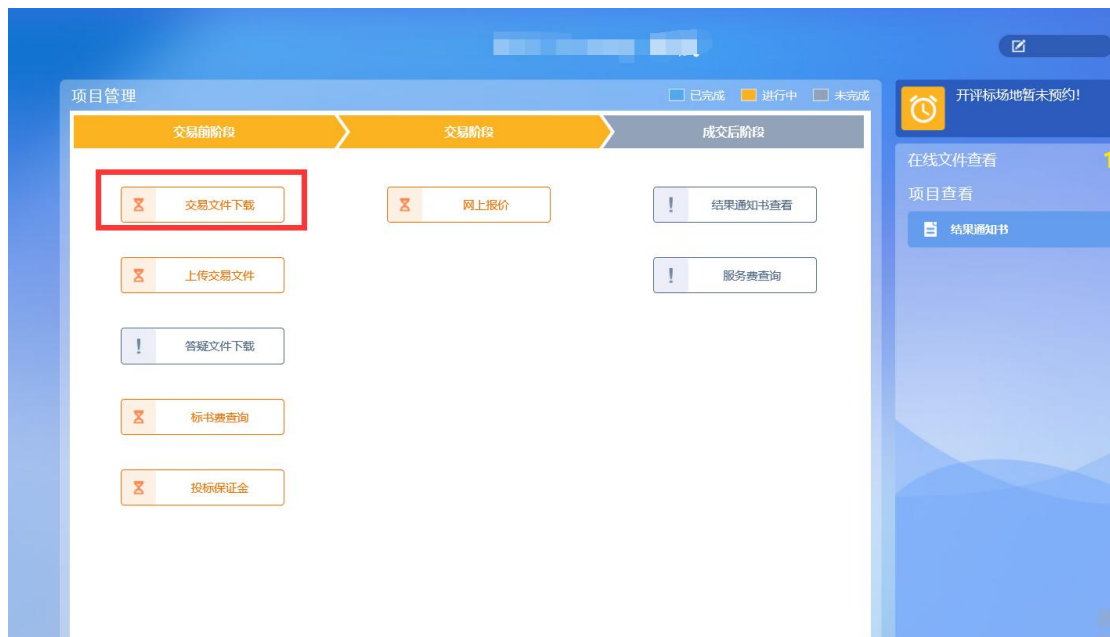 项目管理
已完成 进行中 未完成
交易前阶段 交易阶段 成交后阶段
交易文件下载 网上报价 结果通知书查看
上传交易文件 服务费查询
答疑文件下载
标书费查询
投标保证金
开评标场地暂未预约!
在线文件查看
项目查看
结果通知书